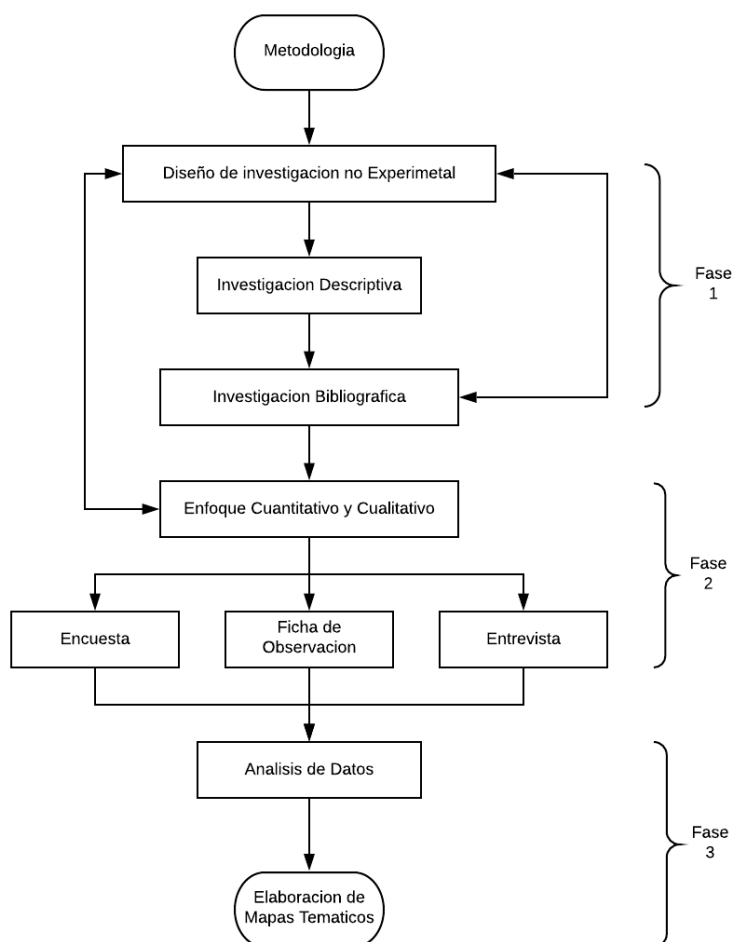 Metodologia
Diseño de investigacion no Experimetal
Investigacion Descriptiva
Fase
1
Investigacion Bibliografica
Enfoque Cuantitativo y Cualitativo
Fase
2
Encuesta
Ficha de
Observacion
Entrevista
Analisis de Datos
Fase
3
Elaboracion de
Mapas Tematicos